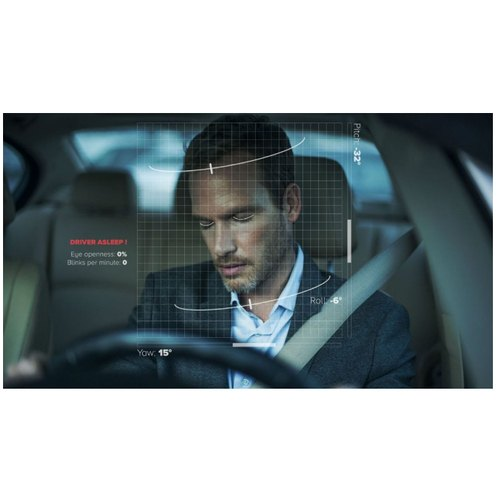 Pitch: -32°
DRIVER ASLEEP !
Eye openness: 0%
Blinks per minute: 0
Roll: -6°
Yaw: 15°